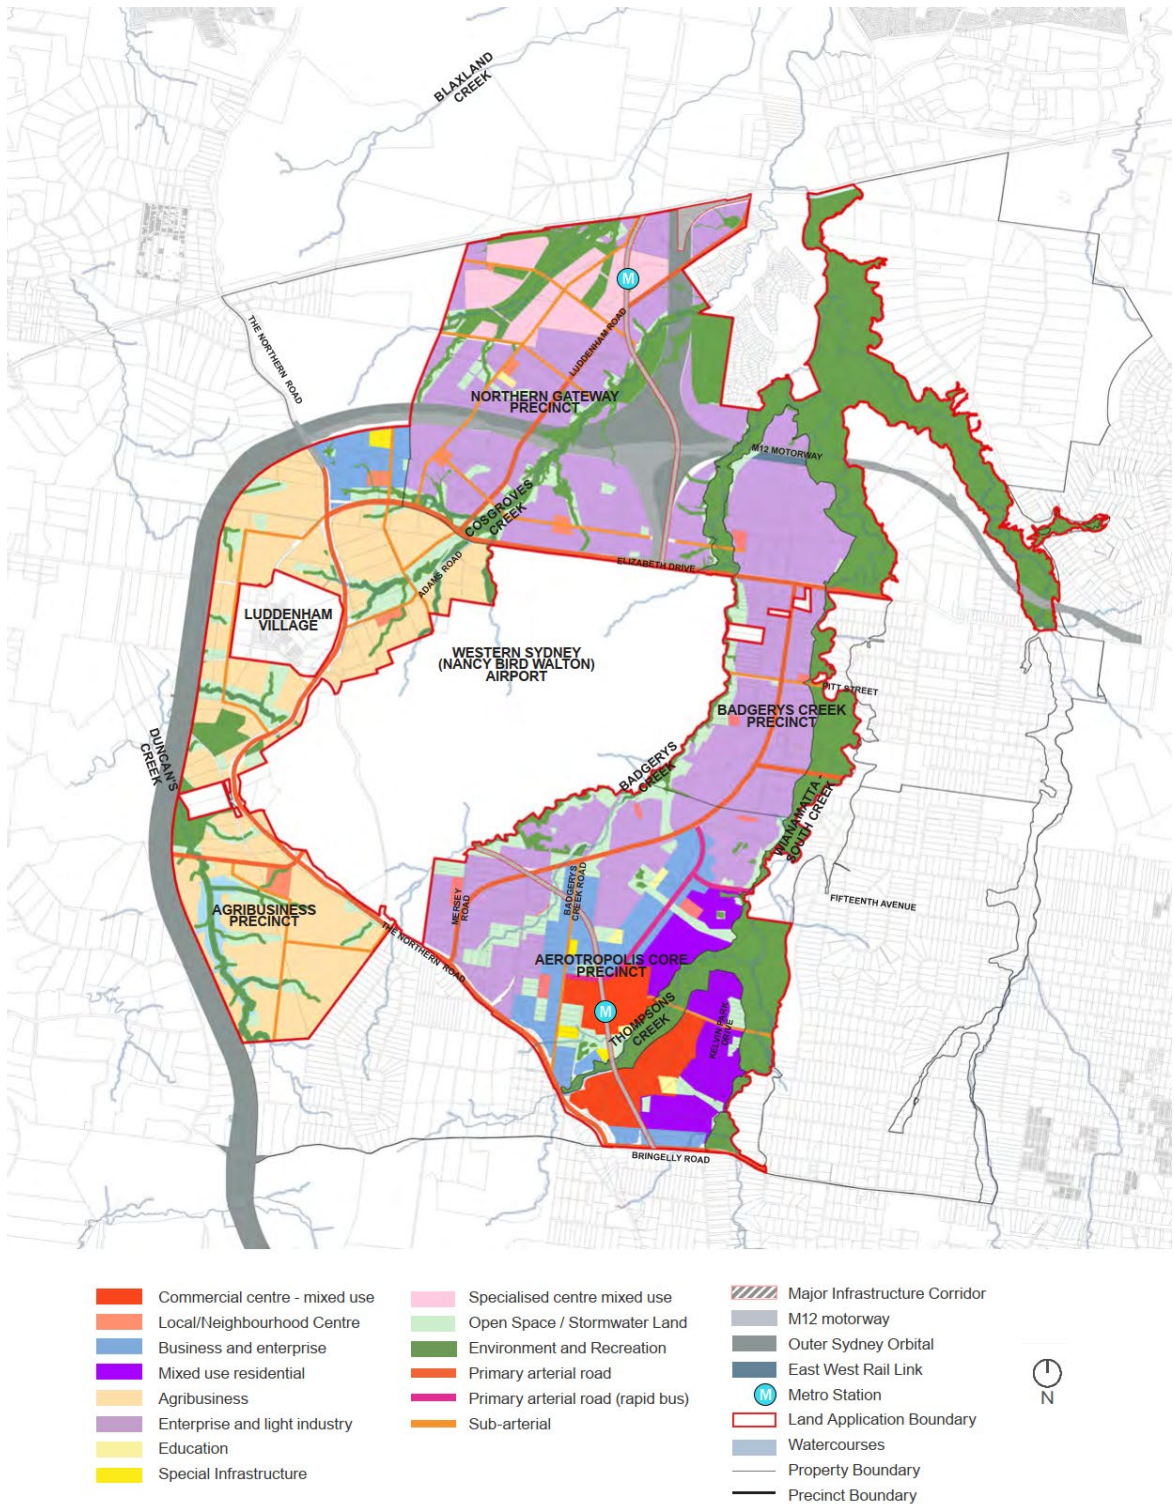 BLAXLAND
CREEK
M
THE NORTHERN ROAD
LUDDENHAM ROAD
NORTHERN GATEWAY
PRECINCT
M12 MOTORWAY
COSGROVES
CREEK
ELIZABETH DRIVE
ADAMS ROAD
LUDDENHAM
VILLAGE
WESTERN SYDNEY
(NANCY BIRD WALTON)
AIRPORT
PITT STREET
BADGERYS CREEK
PRECINCT
DUNCAN'S
CREEK
BADGERYS
CREEK
WIANAMATTA -
SOUTH CREEK
MERSEY
ROAD
BADGERYS
CREEK ROAD
FIFTEENTH AVENUE
AGRIBUSINESS
PRECINCT
THE NORTHERN ROAD
AEROTROPOLIS CORE
PRECINCT
M
THOMPSONS
CREEK
KELVIN PARK
DRIVE
BRINGELLY ROAD
Commercial centre - mixed use
Local/Neighbourhood Centre
Business and enterprise
Mixed use residential
Agribusiness
Enterprise and light industry
Education
Special Infrastructure
Specialised centre mixed use
Open Space / Stormwater Land
Environment and Recreation
Primary arterial road
Primary arterial road (rapid bus)
Sub-arterial
Major Infrastructure Corridor
M12 motorway
Outer Sydney Orbital
East West Rail Link
M Metro Station
Land Application Boundary
Watercourses
Property Boundary
Precinct Boundary
N